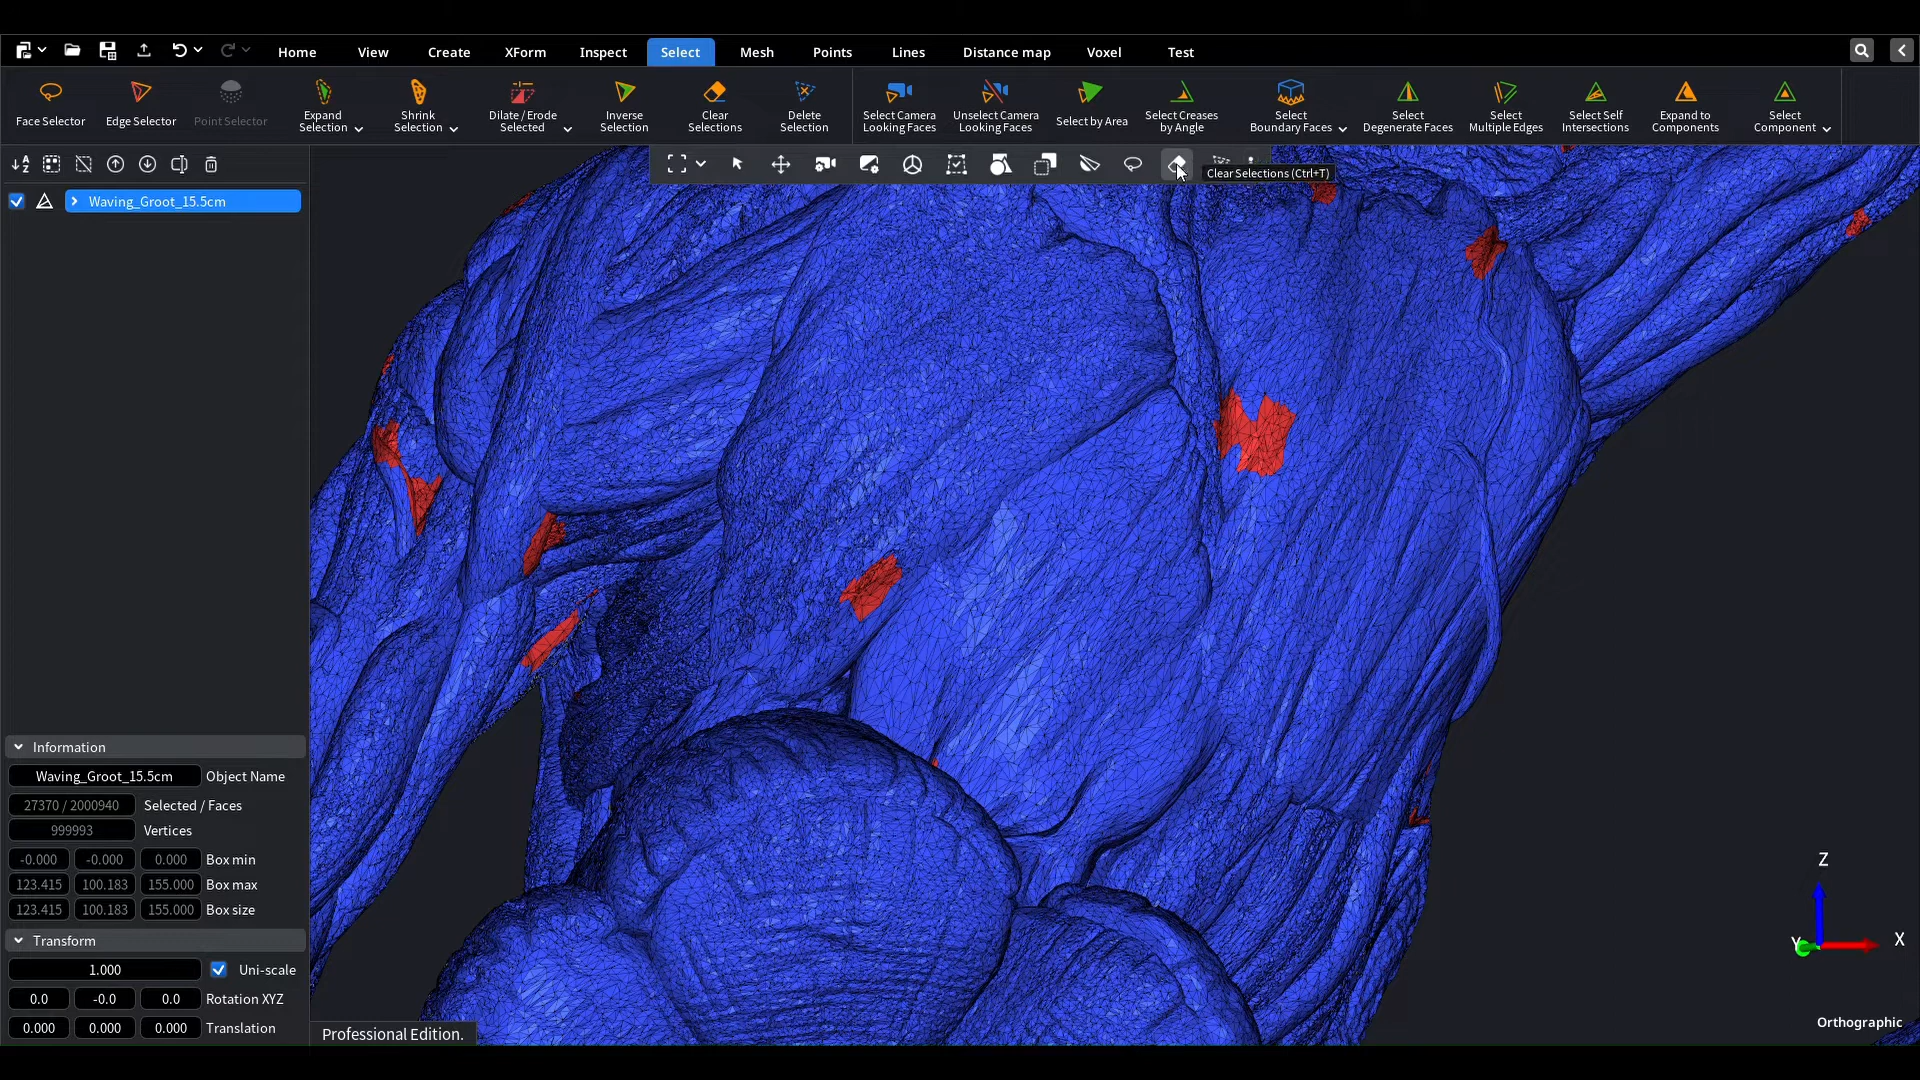 Home View Create XForm Inspect Select Mesh Points Lines Distance map Voxel Test
Face Selector
Edge Selector
Point Selector
Expand
Selection
Shrink
Selection
Dilate / Erode
Selected
Inverse
Selection
Clear
Selections
Delete
Selection
Select Camera
Looking Faces
Unselect Camera
Looking Faces
Select by Area
Select Creases
by Angle
Select
Boundary Faces
Select
Degenerate Faces
Select
Multiple Edges
Select Self
Intersections
Expand to
Components
Select
Component
Clear Selections (Ctrl+T)
Waving_Groot_15.5cm
Information
Waving_Groot_15.5cm Object Name
27370 / 2000940 Selected / Faces
999993 Vertices
-0.000 -0.000 0.000 Box min
123.415 100.183 155.000 Box max
123.415 100.183 155.000 Box size
Transform
1.000 Uni-scale
0.0 -0.0 0.0 Rotation XYZ
0.000 0.000 0.000 Translation
Professional Edition.
Z
Y
X
Orthographic